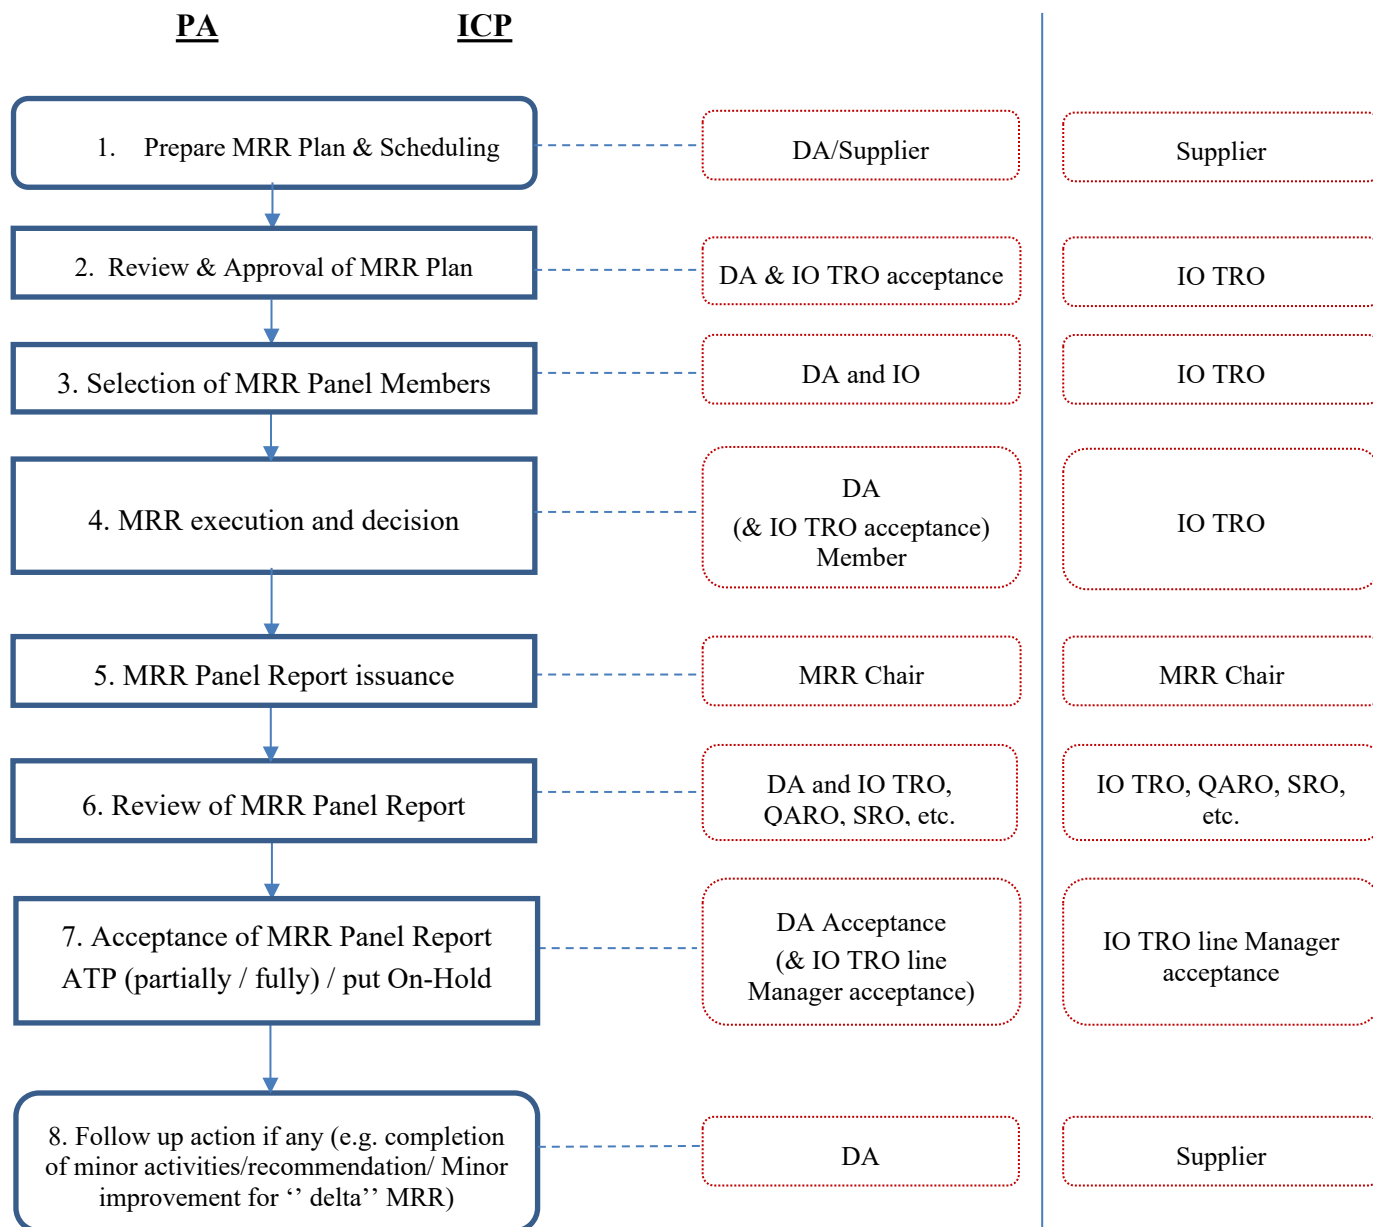 PA
ICP
1. Prepare MRR Plan & Scheduling
DA/Supplier
Supplier
2. Review & Approval of MRR Plan
DA & IO TRO acceptance
IO TRO
3. Selection of MRR Panel Members
DA and IO
IO TRO
4. MRR execution and decision
DA
(& IO TRO acceptance)
Member
IO TRO
5. MRR Panel Report issuance
MRR Chair
MRR Chair
6. Review of MRR Panel Report
DA and IO TRO,
QARO, SRO, etc.
IO TRO, QARO, SRO,
etc.
7. Acceptance of MRR Panel Report
ATP (partially / fully) / put On-Hold
DA Acceptance
(& IO TRO line
Manager acceptance)
IO TRO line Manager
acceptance
8. Follow up action if any (e.g. completion
of minor activities/recommendation/ Minor
improvement for ‘’ delta’’ MRR)
DA
Supplier